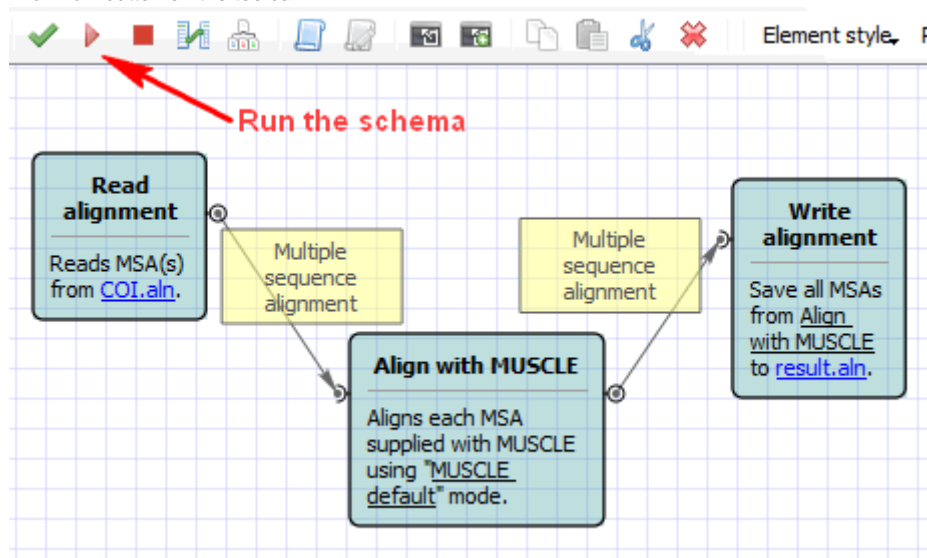 Element style
Run the schema
Read
alignment
Reads MSA(s)
from COI.aln.
Multiple
sequence
alignment
Align with MUSCLE
Aligns each MSA
supplied with MUSCLE
using "MUSCLE
default" mode.
Multiple
sequence
alignment
Write
alignment
Save all MSAs
from Align
with MUSCLE
to result.aln.